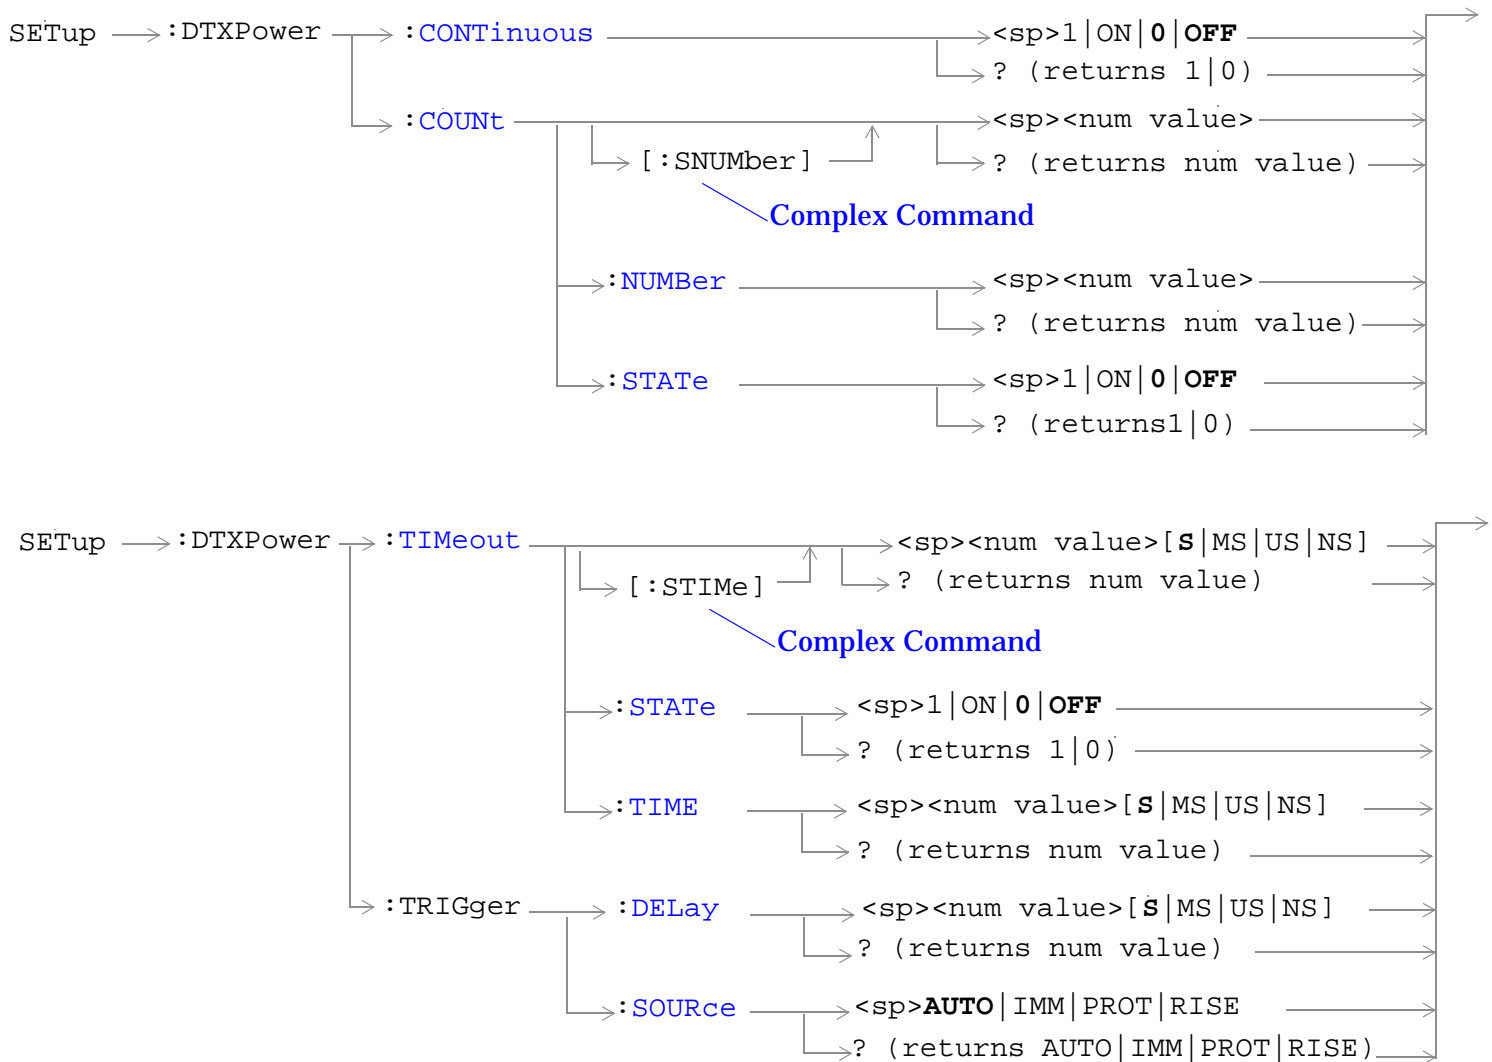 SETup :DTXPower :CONTinuous <sp>1|ON|0|OFF
? (returns 1|0)
:COUNt <sp><num value>
[:SNUMber] ? (returns num value)
Complex Command
:NUMBer <sp><num value>
? (returns num value)
:STATe <sp>1|ON|0|OFF
? (returns1|0)
SETup :DTXPower :TIMeout <sp><num value>[S|MS|US|NS]
[:STIMe] ? (returns num value)
Complex Command
:STATe <sp>1|ON|0|OFF
? (returns 1|0)
:TIME <sp><num value>[S|MS|US|NS]
? (returns num value)
:TRIGger :DELay <sp><num value>[S|MS|US|NS]
? (returns num value)
:SOURce <sp>AUTO|IMM|PROT|RISE
? (returns AUTO|IMM|PROT|RISE)